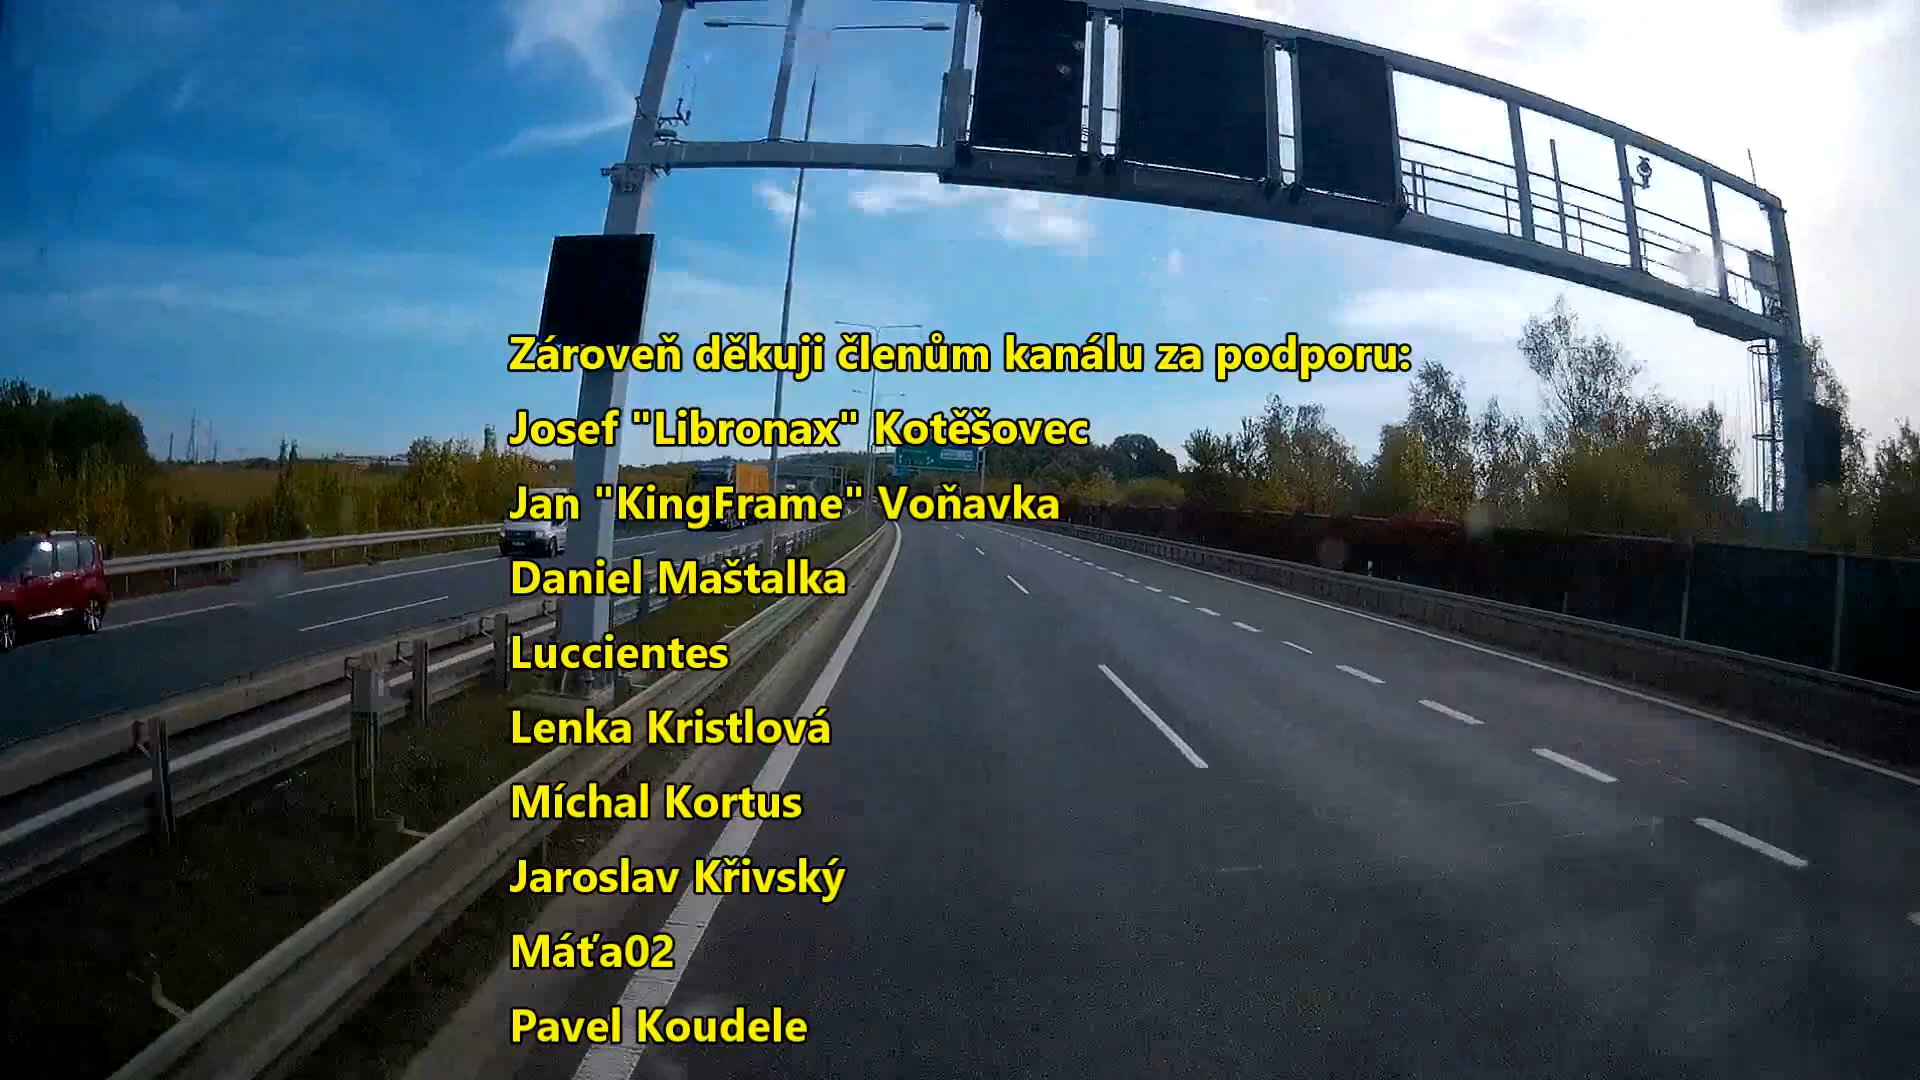 Zároveň děkuji členům kanálu za podporu:
Josef "Libronax" Kotěšovec
Jan "KingFrame" Voňavka
Daniel Maštalka
Luccientes
Lenka Kristlová
Míchal Kortus
Jaroslav Křivský
Máťa02
Pavel Koudele